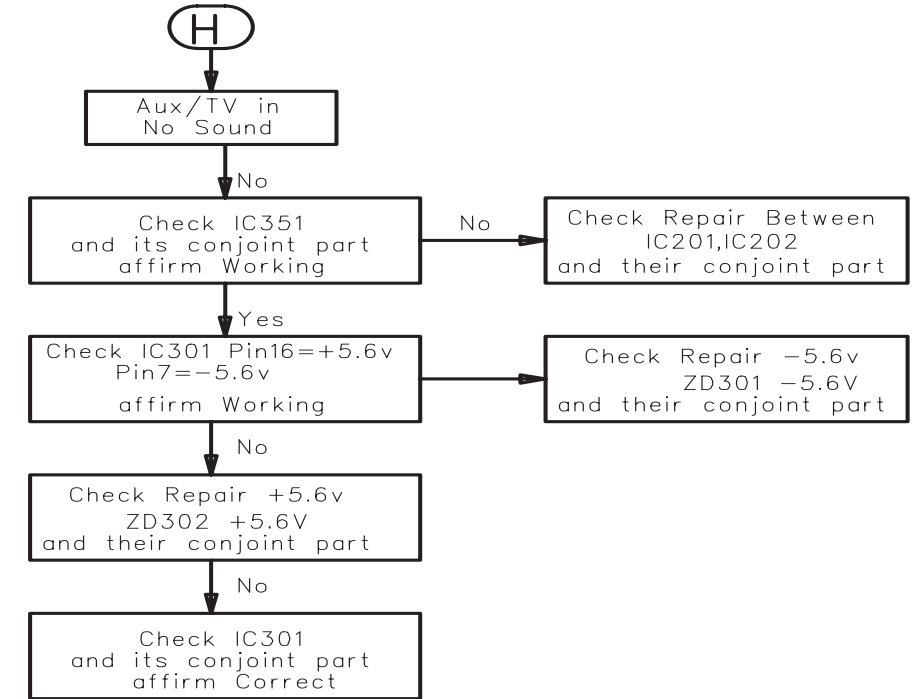 H
Aux/TV in
No Sound
No
Check IC351
and its conjoint part
affirm Working
No
Check Repair Between
IC201,IC202
and their conjoint part
Yes
Check IC301 Pin16=+5.6v
Pin7=−5.6v
affirm Working
Check Repair −5.6v
ZD301 −5.6V
and their conjoint part
No
Check Repair +5.6v
ZD302 +5.6V
and their conjoint part
No
Check IC301
and its conjoint part
affirm Correct